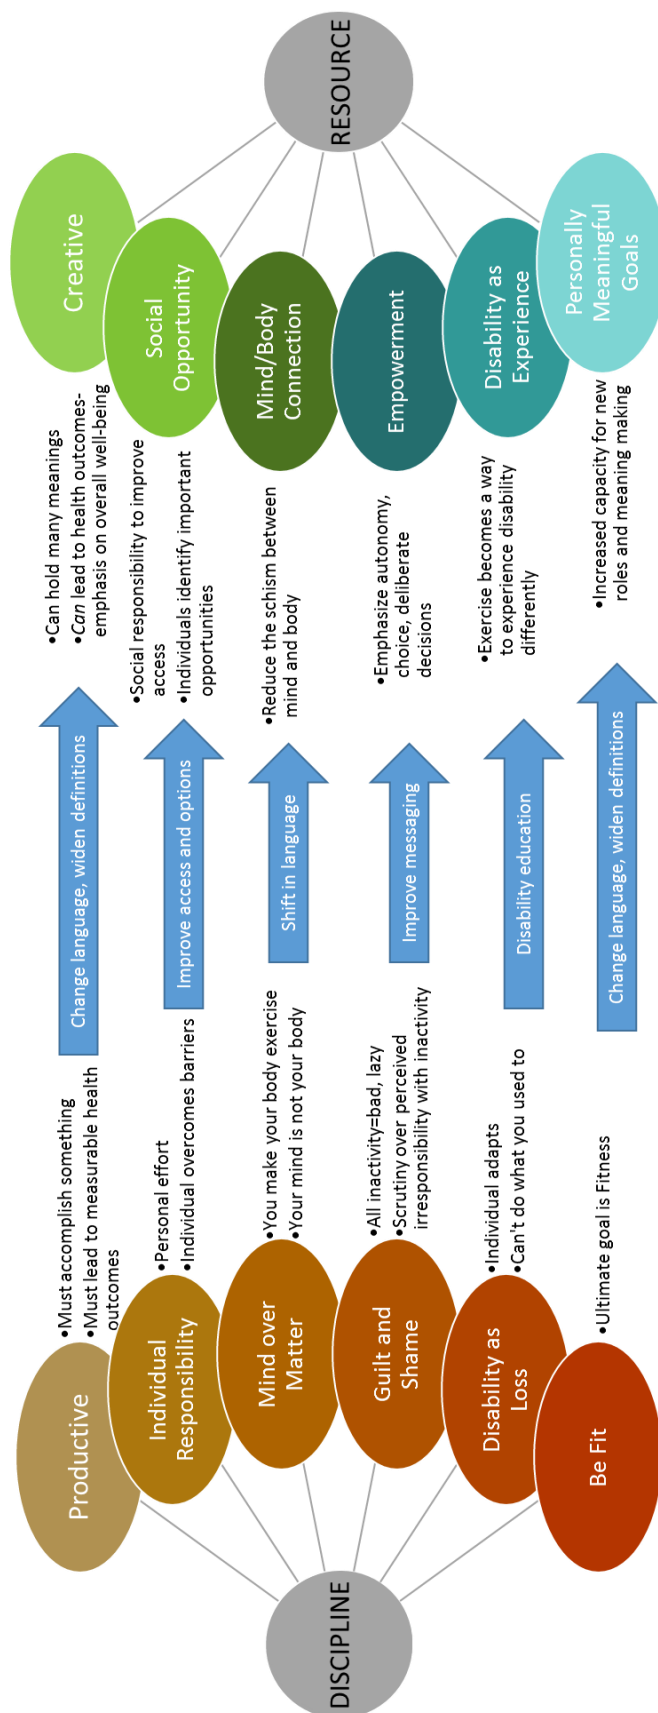 DISCIPLINE
Productive
•Must accomplish something
•Must lead to measurable health
outcomes
Change language, widen definitions
•Can hold many meanings
•Can lead to health outcomes-
emphasis on overall well-being
Creative
Individual
Responsibility
•Personal effort
•Individual overcomes barriers
Improve access and options
•Social responsibility to improve
access
•Individuals identify important
opportunities
Social
Opportunity
Mind over
Matter
•You make your body exercise
•Your mind is not your body
Shift in language
•Reduce the schism between
mind and body
Mind/Body
Connection
Guilt and
Shame
•All inactivity=bad, lazy
•Scrutiny over perceived
irresponsibility with inactivity
Improve messaging
•Emphasize autonomy,
choice, deliberate
decisions
Empowerment
Disability as
Loss
•Individual adapts
•Can't do what you used to
Disability education
•Exercise becomes a way
to experience disability
differently
Disability as
Experience
Be Fit
•Ultimate goal is Fitness
Change language, widen definitions
•Increased capacity for new
roles and meaning making
Personally
Meaningful
Goals
RESOURCE